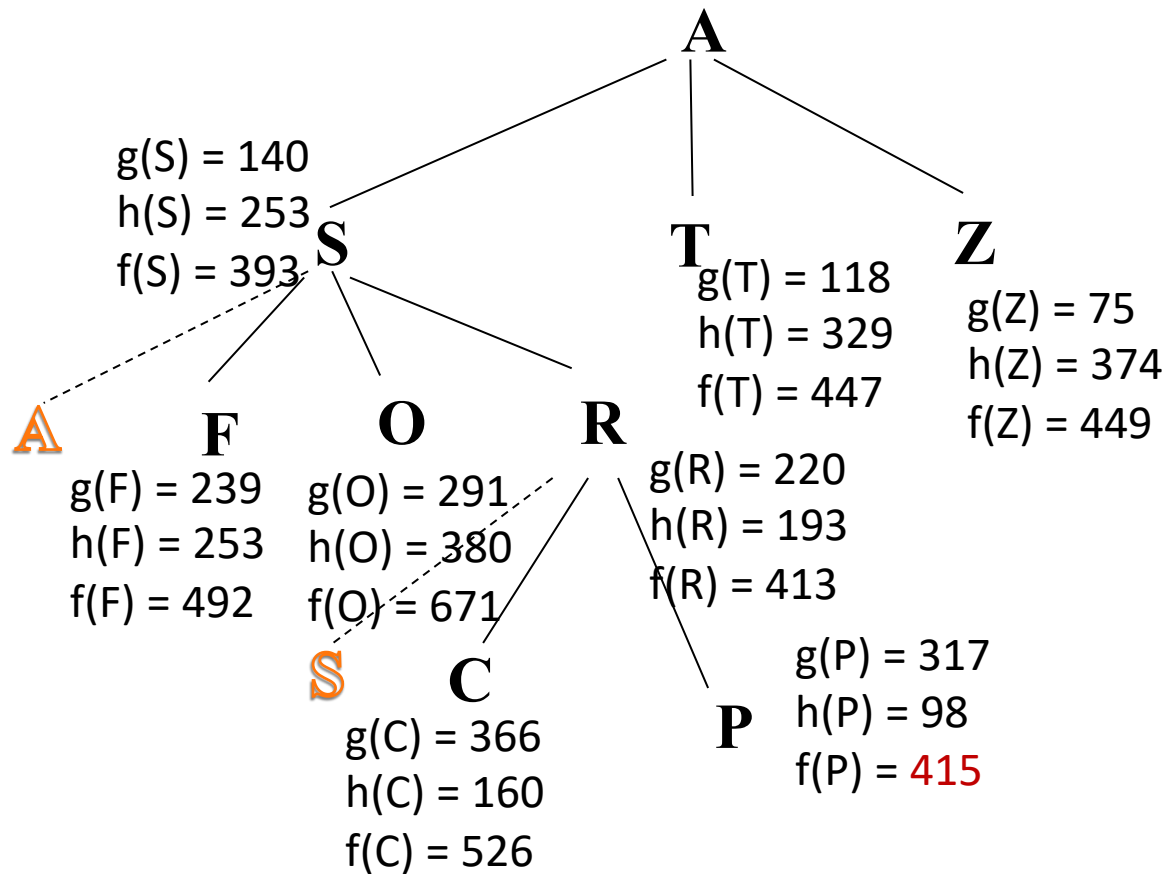 A
g(S) = 140
h(S) = 253
f(S) = 393
S
T
g(T) = 118
h(T) = 329
f(T) = 447
Z
g(Z) = 75
h(Z) = 374
f(Z) = 449
A
F
g(F) = 239
h(F) = 253
f(F) = 492
O
g(O) = 291
h(O) = 380
f(O) = 671
R
g(R) = 220
h(R) = 193
f(R) = 413
S
C
g(C) = 366
h(C) = 160
f(C) = 526
P
g(P) = 317
h(P) = 98
f(P) = 415